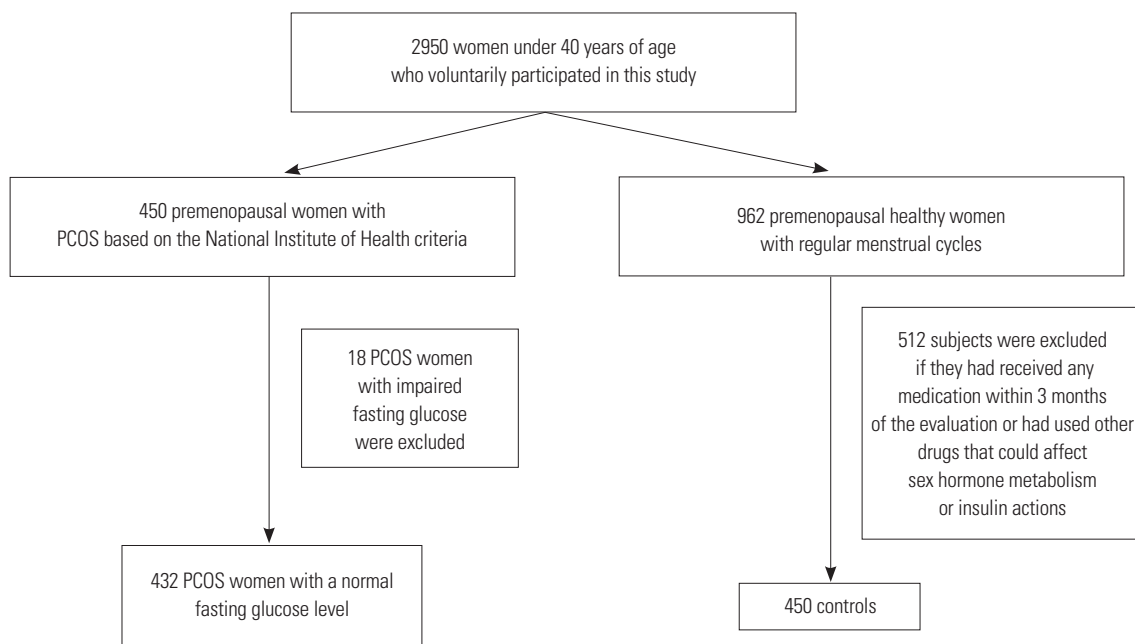 2950 women under 40 years of age
who voluntarily participated in this study
450 premenopausal women with
PCOS based on the National Institute of Health criteria
962 premenopausal healthy women
with regular menstrual cycles
18 PCOS women
with impaired
fasting glucose
were excluded
512 subjects were excluded
if they had received any
medication within 3 months
of the evaluation or had used other
drugs that could affect
sex hormone metabolism
or insulin actions
432 PCOS women with a normal
fasting glucose level
450 controls